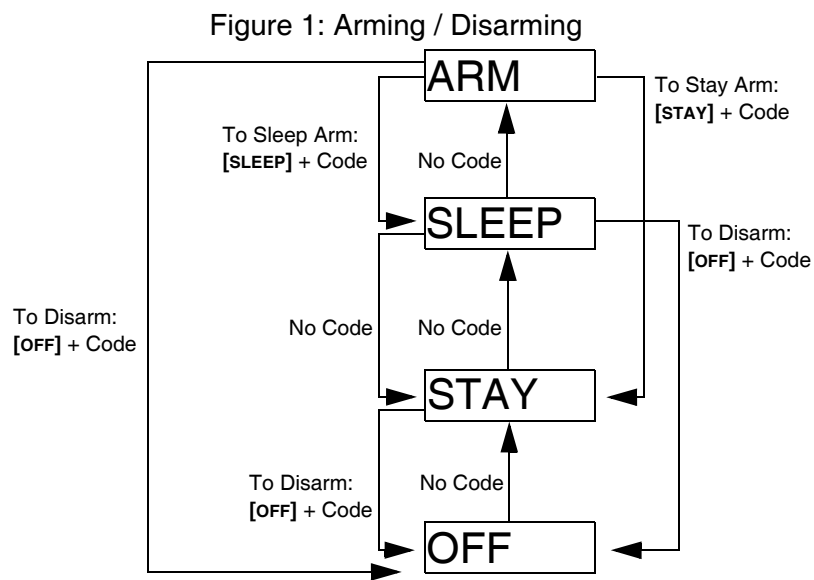 Figure 1: Arming / Disarming
ARM
To Stay Arm:
[STAY] + Code
To Sleep Arm:
[SLEEP] + Code
No Code
SLEEP
To Disarm:
[OFF] + Code
To Disarm:
[OFF] + Code
No Code
No Code
STAY
To Disarm:
[OFF] + Code
No Code
OFF